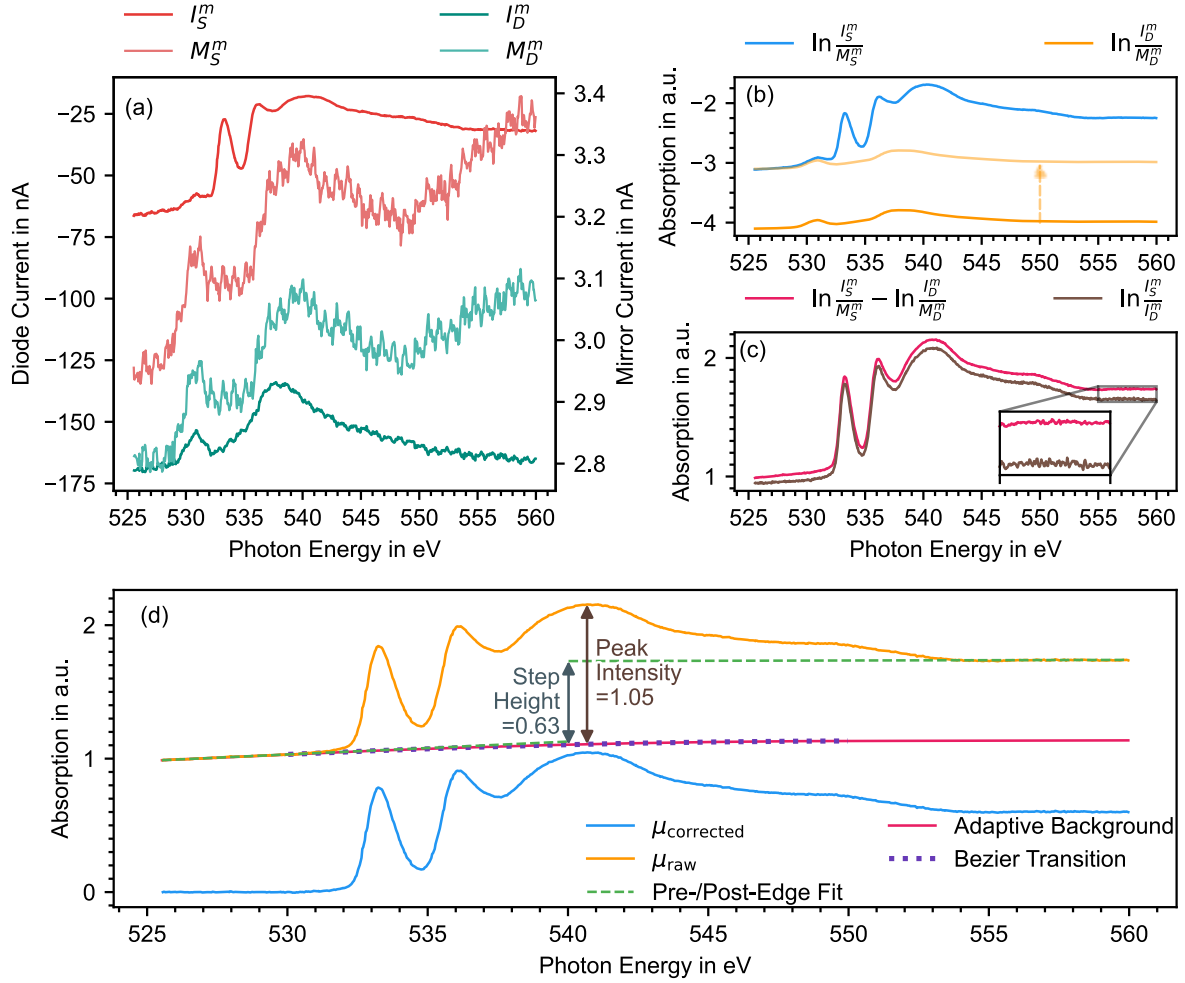 I_S^m I_D^m
M_S^m M_D^m
(a)
Diode Current in nA
−25
−50
−75
−100
−125
−150
−175
3.4
3.3
3.2
3.1
3.0
2.9
2.8
Mirror Current in nA
525 530 535 540 545 550 555 560
Photon Energy in eV
ln I_S^m/M_S^m ln I_D^m/M_D^m
(b)
Absorption in a.u.
−2
−3
−4
525 530 535 540 545 550 555 560
ln I_S^m/M_S^m − ln I_D^m/M_D^m ln I_S^m/I_D^m
(c)
Absorption in a.u.
2
1
525 530 535 540 545 550 555 560
Photon Energy in eV
(d)
Absorption in a.u.
2
1
0
Step
Height
=0.63
Peak
Intensity
=1.05
μcorrected
μraw
Pre-/Post-Edge Fit
Adaptive Background
Bezier Transition
525 530 535 540 545 550 555 560
Photon Energy in eV